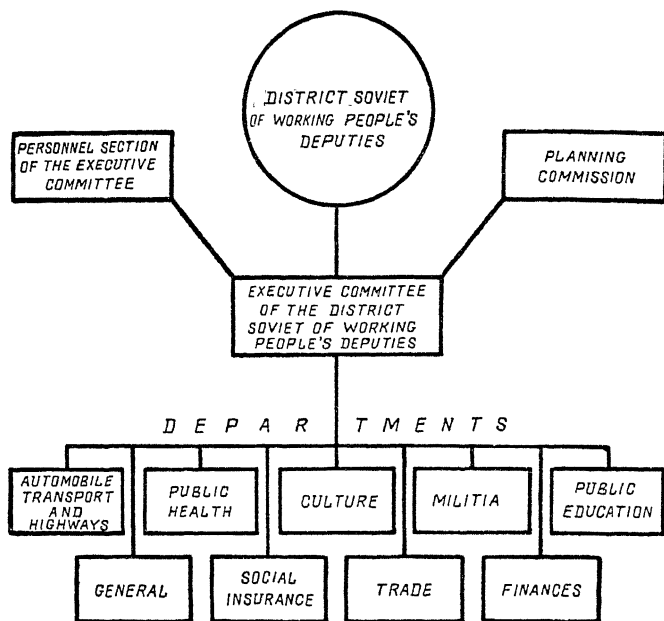 DISTRICT SOVIET
OF WORKING PEOPLE'S
DEPUTIES
PERSONNEL SECTION
OF THE EXECUTIVE
COMMITTEE
PLANNING
COMMISSION
EXECUTIVE COMMITTEE
OF THE DISTRICT
SOVIET OF WORKING
PEOPLE'S DEPUTIES
DEPARTMENTS
AUTOMOBILE
TRANSPORT
AND
HIGHWAYS
PUBLIC
HEALTH
CULTURE
MILITIA
PUBLIC
EDUCATION
GENERAL
SOCIAL
INSURANCE
TRADE
FINANCES